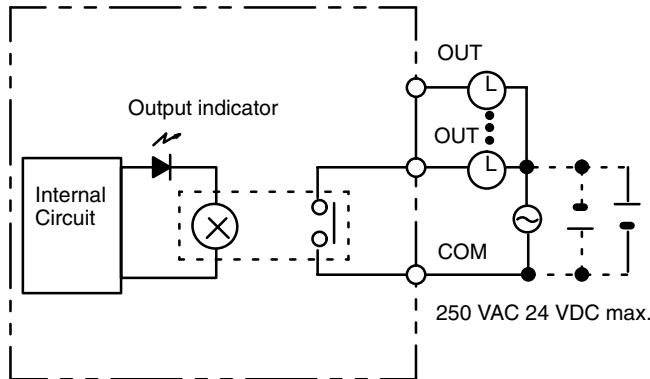 OUT
L
Output indicator
OUT
L
Internal
Circuit
COM
250 VAC 24 VDC max.